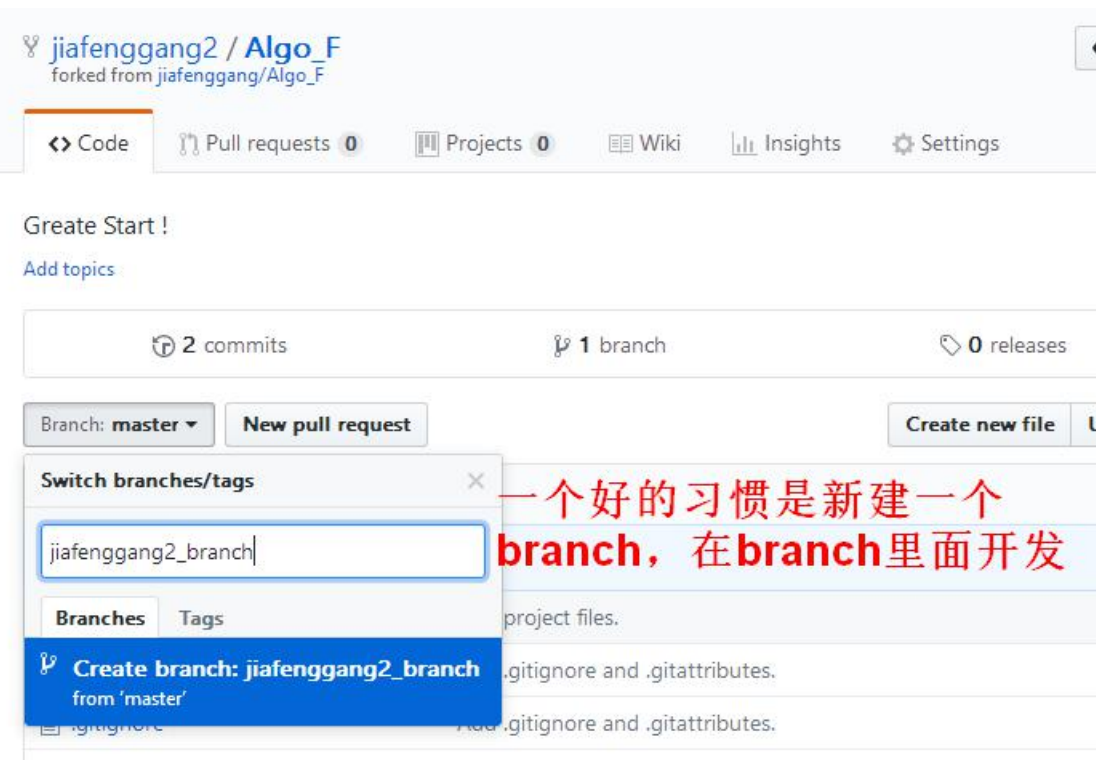 jiafenggang2 / Algo_F
forked from jiafenggang/Algo_F
Code Pull requests 0 Projects 0 Wiki Insights Settings
Greate Start !
Add topics
2 commits 1 branch 0 releases
Branch: master New pull request Create new file
Switch branches/tags
一个好的习惯是新建一个
branch，在branch里面开发
jiafenggang2_branch
Branches Tags
project files.
Create branch: jiafenggang2_branch
from 'master'
.gitignore and .gitattributes.
.gitignore Add .gitignore and .gitattributes.